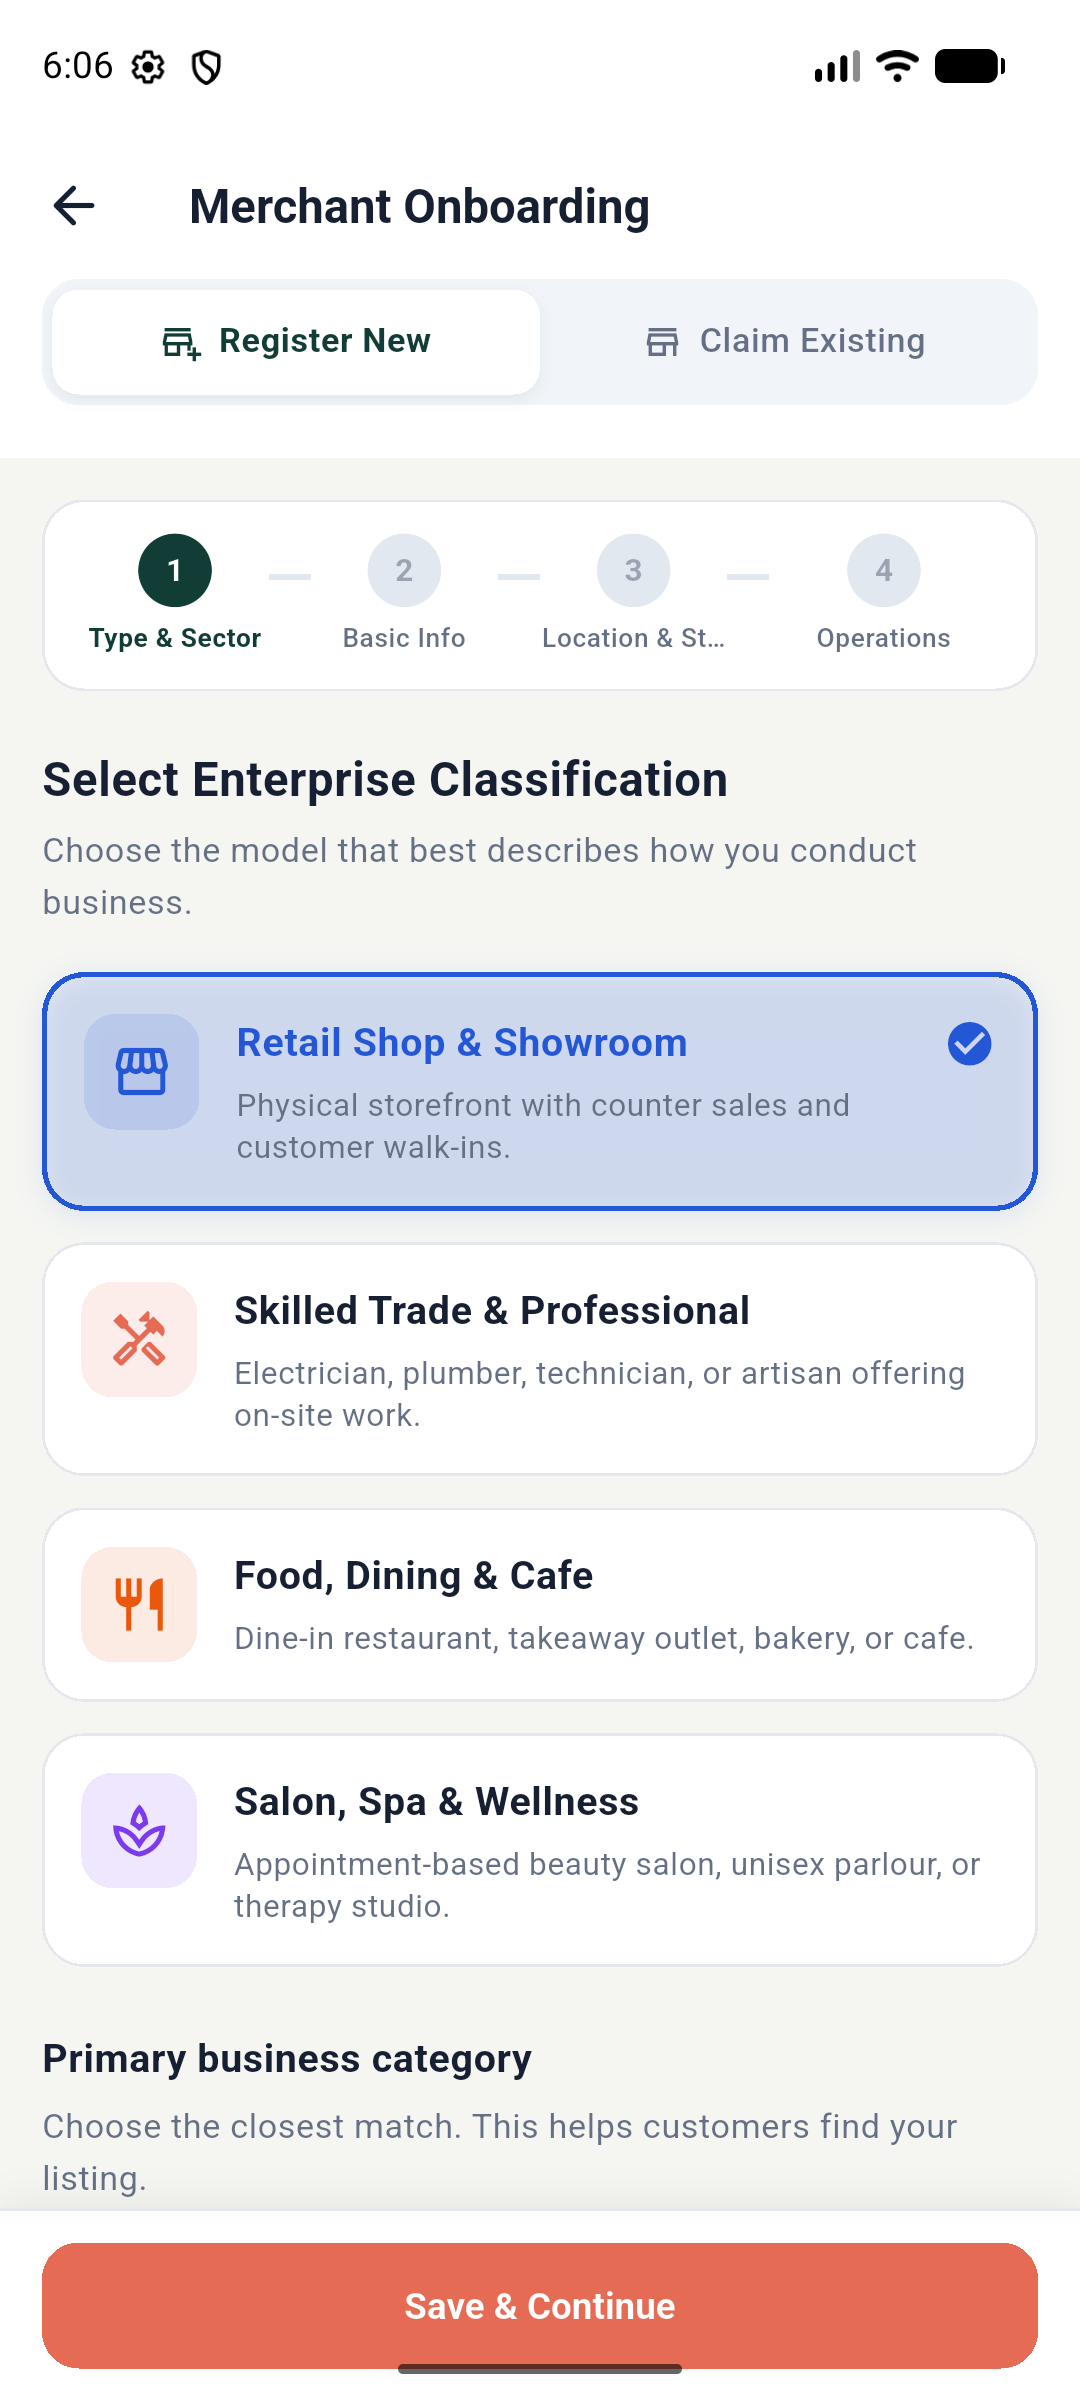 6:06
Merchant Onboarding
Register New
Claim Existing
1
2
3
4
Type & Sector
Basic Info
Location & St...
Operations
Select Enterprise Classification
Choose the model that best describes how you conduct
business.
Retail Shop & Showroom
Physical storefront with counter sales and
customer walk-ins.
Skilled Trade & Professional
Electrician, plumber, technician, or artisan offering
on-site work.
Food, Dining & Cafe
Dine-in restaurant, takeaway outlet, bakery, or cafe.
Salon, Spa & Wellness
Appointment-based beauty salon, unisex parlour, or
therapy studio.
Primary business category
Choose the closest match. This helps customers find your
listing.
Save & Continue